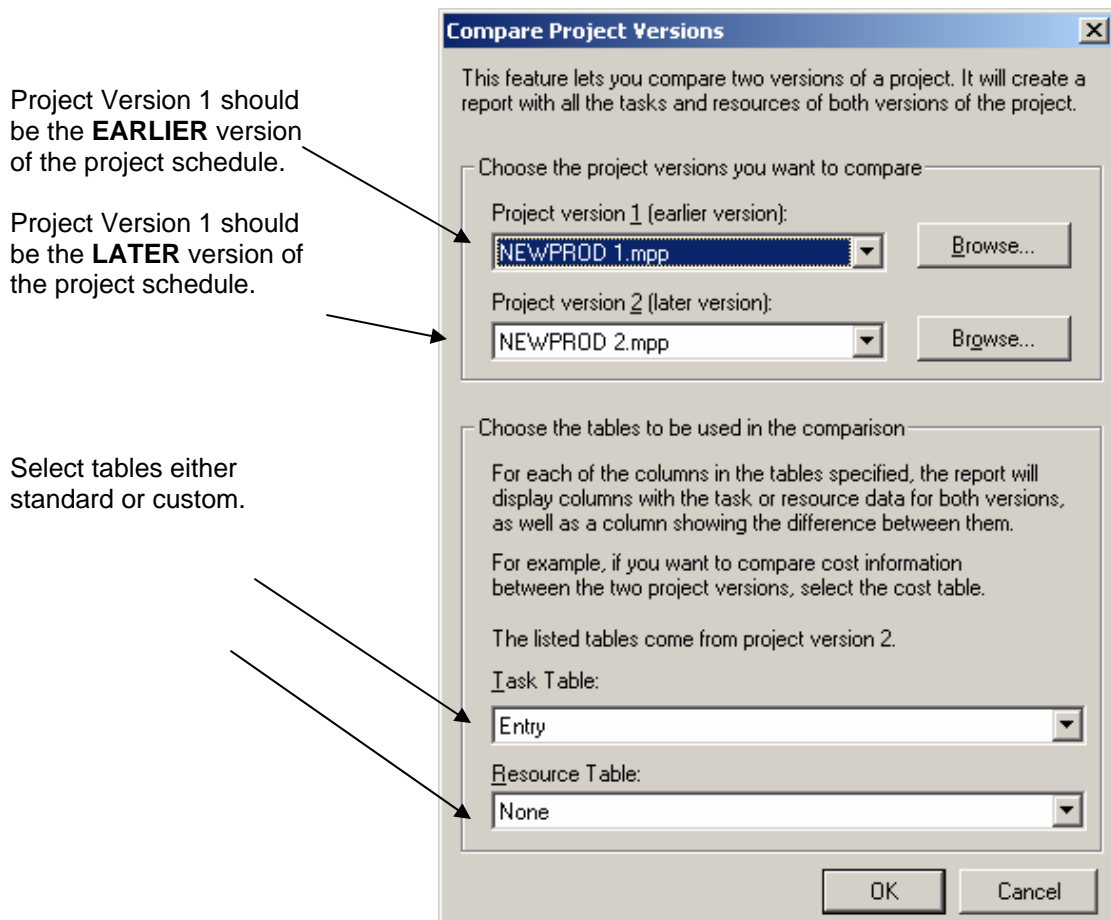 Project Version 1 should
be the EARLIER version
of the project schedule.
Project Version 1 should
be the LATER version of
the project schedule.
Select tables either
standard or custom.
Compare Project Versions
This feature lets you compare two versions of a project. It will create a
report with all the tasks and resources of both versions of the project.
Choose the project versions you want to compare
Project version 1 (earlier version):
NEWPROD 1.mpp
Browse...
Project version 2 (later version):
NEWPROD 2.mpp
Browse...
Choose the tables to be used in the comparison
For each of the columns in the tables specified, the report will
display columns with the task or resource data for both versions,
as well as a column showing the difference between them.
For example, if you want to compare cost information
between the two project versions, select the cost table.
The listed tables come from project version 2.
Task Table:
Entry
Resource Table:
None
OK
Cancel